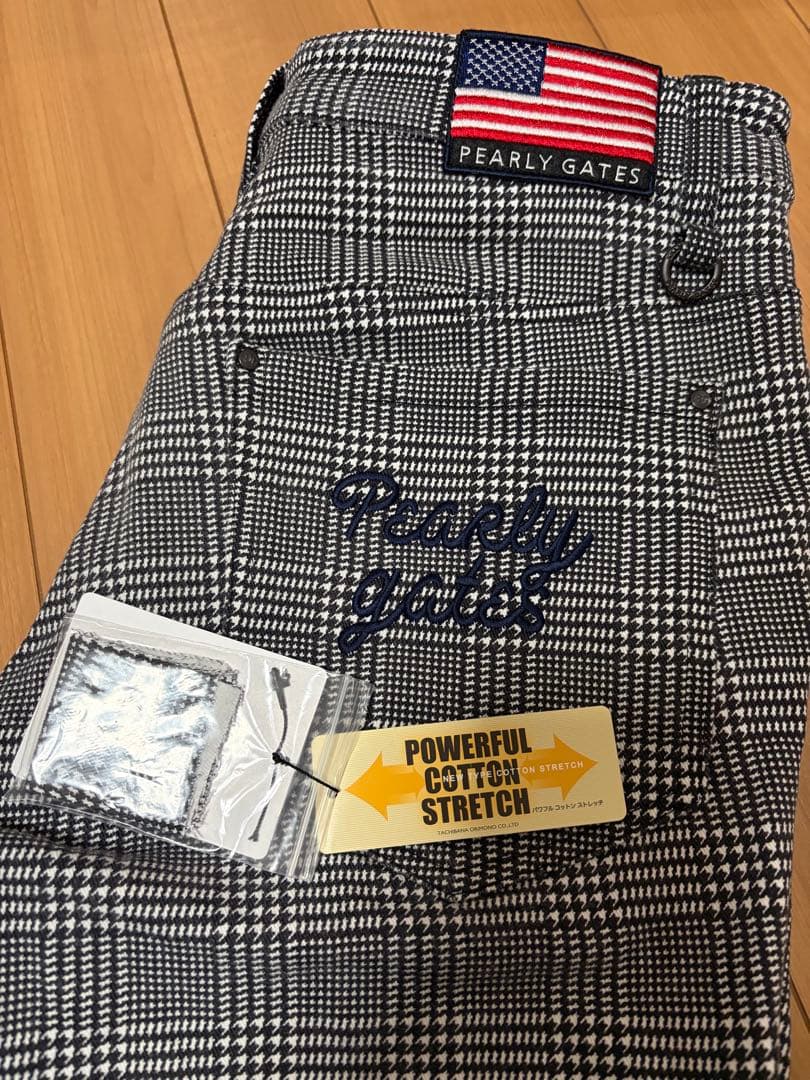 PEARLY GATES
Pearly
gates
POWERFUL
COTTON
STRETCH
NEW TYPE COTTON STRETCH
パワフル コットン ストレッチ
TACHIBANA ORIMONO CO.,LTD